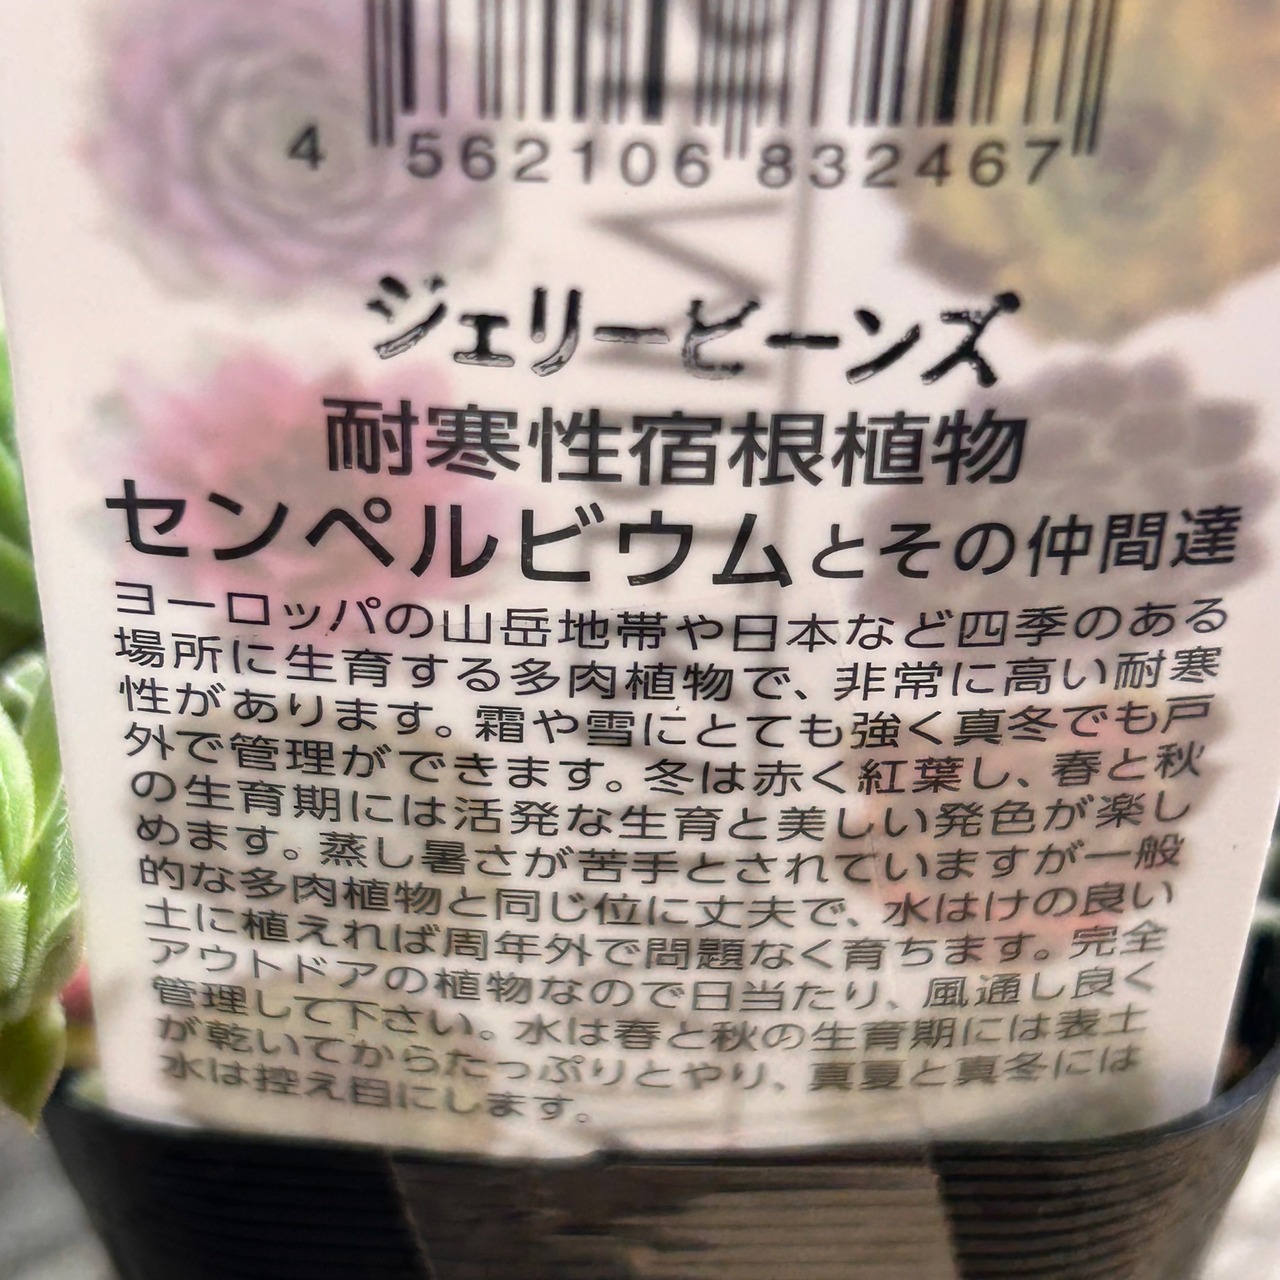 4 562106 832467
ジェリービーンズ
耐寒性宿根植物
センペルビウムとその仲間達
ヨーロッパの山岳地帯や日本など四季のある
場所に生育する多肉植物で、非常に高い耐寒
性があります。霜や雪にとても強く真冬でも戸
外で管理ができます。冬は赤く紅葉し、春と秋
の生育期には活発な生育と美しい発色が楽し
めます。蒸し暑さが苦手とされていますが一般
的な多肉植物と同じ位に丈夫で、水はけの良い
土に植えれば周年外で問題なく育ちます。完全
アウトドアの植物なので日当たり、風通し良く
管理して下さい。水は春と秋の生育期には表土
が乾いてからたっぷりとやり、真夏と真冬には
水は控え目にします。